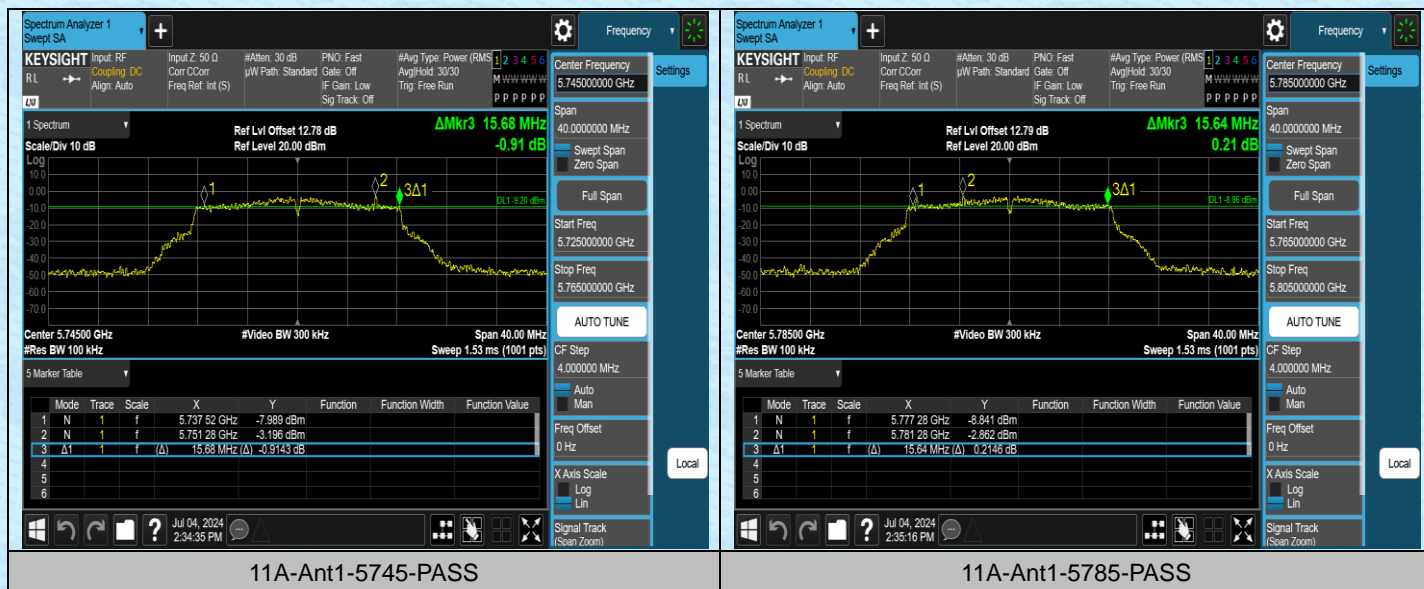 Spectrum Analyzer 1
Swept SA
+
Frequency
KEYSIGHT
RL
LXI
Input: RF
Coupling: DC
Align: Auto
Input Z: 50 Ω
Corr CCorr
Freq Ref: Int (S)
#Atten: 30 dB
µW Path: Standard
PNO: Fast
Gate: Off
IF Gain: Low
Sig Track: Off
#Avg Type: Power (RMS
Avg|Hold: 30/30
Trig: Free Run
1 2 3 4 5 6
M W W W W W
P P P P P P
1 Spectrum
Scale/Div 10 dB
Ref Lvl Offset 12.78 dB
Ref Level 20.00 dBm
ΔMkr3 15.68 MHz
-0.91 dB
Log
10.0
0.00
-10.0
-20.0
-30.0
-40.0
-50.0
-60.0
-70.0
1
2
3Δ1
DL1 -9.20 dBm
Center 5.74500 GHz
#Res BW 100 kHz
#Video BW 300 kHz
Span 40.00 MHz
Sweep 1.53 ms (1001 pts)
5 Marker Table
Mode Trace Scale X Y Function Function Width Function Value
1 N 1 f 5.737 52 GHz -7.989 dBm
2 N 1 f 5.751 28 GHz -3.196 dBm
3 Δ1 1 f (Δ) 15.68 MHz (Δ) -0.9143 dB
4
5
6
?
Jul 04, 2024
2:34:35 PM
Center Frequency
5.745000000 GHz
Settings
Span
40.0000000 MHz
Swept Span
Zero Span
Full Span
Start Freq
5.725000000 GHz
Stop Freq
5.765000000 GHz
AUTO TUNE
CF Step
4.000000 MHz
Auto
Man
Freq Offset
0 Hz
X Axis Scale
Log
Lin
Local
Signal Track
(Span Zoom)
11A-Ant1-5745-PASS
Spectrum Analyzer 1
Swept SA
+
Frequency
KEYSIGHT
RL
LXI
Input: RF
Coupling: DC
Align: Auto
Input Z: 50 Ω
Corr CCorr
Freq Ref: Int (S)
#Atten: 30 dB
µW Path: Standard
PNO: Fast
Gate: Off
IF Gain: Low
Sig Track: Off
#Avg Type: Power (RMS
Avg|Hold: 30/30
Trig: Free Run
1 2 3 4 5 6
M W W W W W
P P P P P P
1 Spectrum
Scale/Div 10 dB
Ref Lvl Offset 12.79 dB
Ref Level 20.00 dBm
ΔMkr3 15.64 MHz
0.21 dB
Log
10.0
0.00
-10.0
-20.0
-30.0
-40.0
-50.0
-60.0
-70.0
1
2
3Δ1
DL1 -8.86 dBm
Center 5.78500 GHz
#Res BW 100 kHz
#Video BW 300 kHz
Span 40.00 MHz
Sweep 1.53 ms (1001 pts)
5 Marker Table
Mode Trace Scale X Y Function Function Width Function Value
1 N 1 f 5.777 28 GHz -8.841 dBm
2 N 1 f 5.781 28 GHz -2.862 dBm
3 Δ1 1 f (Δ) 15.64 MHz (Δ) 0.2146 dB
4
5
6
?
Jul 04, 2024
2:35:16 PM
Center Frequency
5.785000000 GHz
Settings
Span
40.0000000 MHz
Swept Span
Zero Span
Full Span
Start Freq
5.765000000 GHz
Stop Freq
5.805000000 GHz
AUTO TUNE
CF Step
4.000000 MHz
Auto
Man
Freq Offset
0 Hz
X Axis Scale
Log
Lin
Local
Signal Track
(Span Zoom)
11A-Ant1-5785-PASS